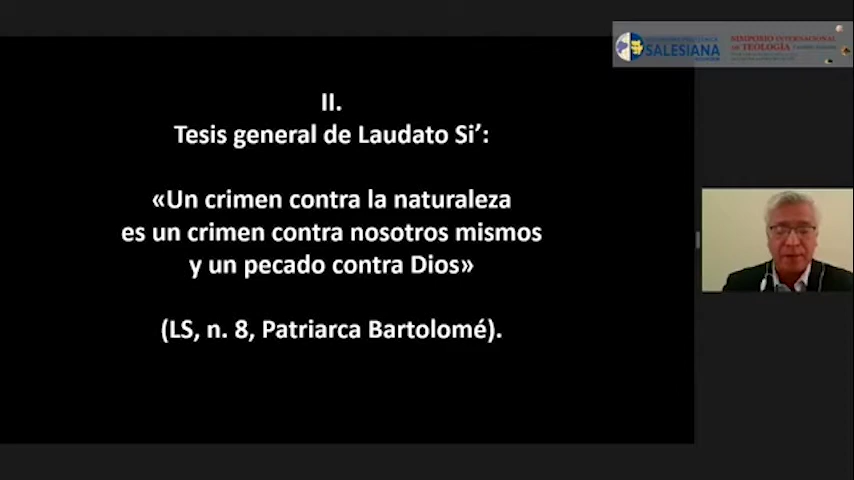 SALESIANA
SIMPOSIO INTERNACIONAL
DE TEOLOGÍA
II.
Tesis general de Laudato Si’:
«Un crimen contra la naturaleza
es un crimen contra nosotros mismos
y un pecado contra Dios»
(LS, n. 8, Patriarca Bartolomé).